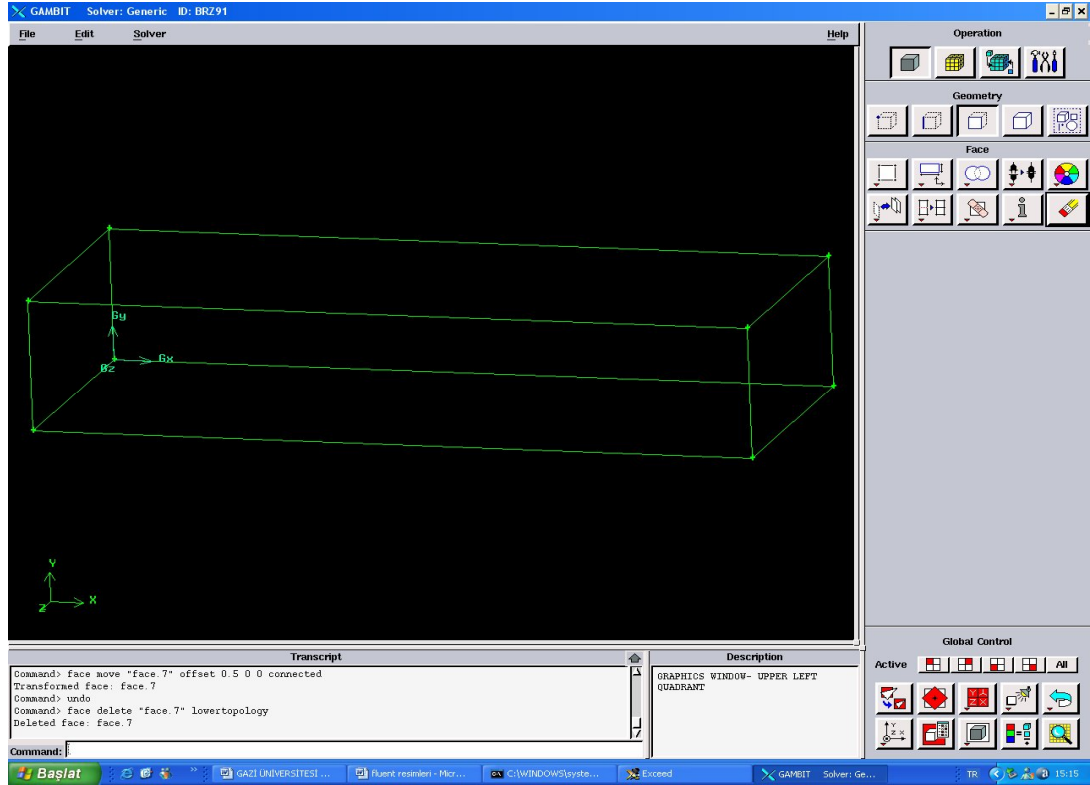 GAMBIT Solver: Generic ID: BRZ91
File Edit Solver Help
Operation
Geometry
Face
Gy
Gx
Gz
Y
X
Z
Global Control
Active All
Transcript
Command> face move "face.7" offset 0.5 0 0 connected
Transformed face: face.7
Command> undo
Command> face delete "face.7" lowertopology
Deleted face: face.7
Command:
Description
GRAPHICS WINDOW- UPPER LEFT
QUADRANT
Başlat GAZİ ÜNİVERSİTESİ ... fluent resimleri - Micr... C:\WINDOWS\syste... Exceed GAMBIT Solver: Ge... TR 15:15